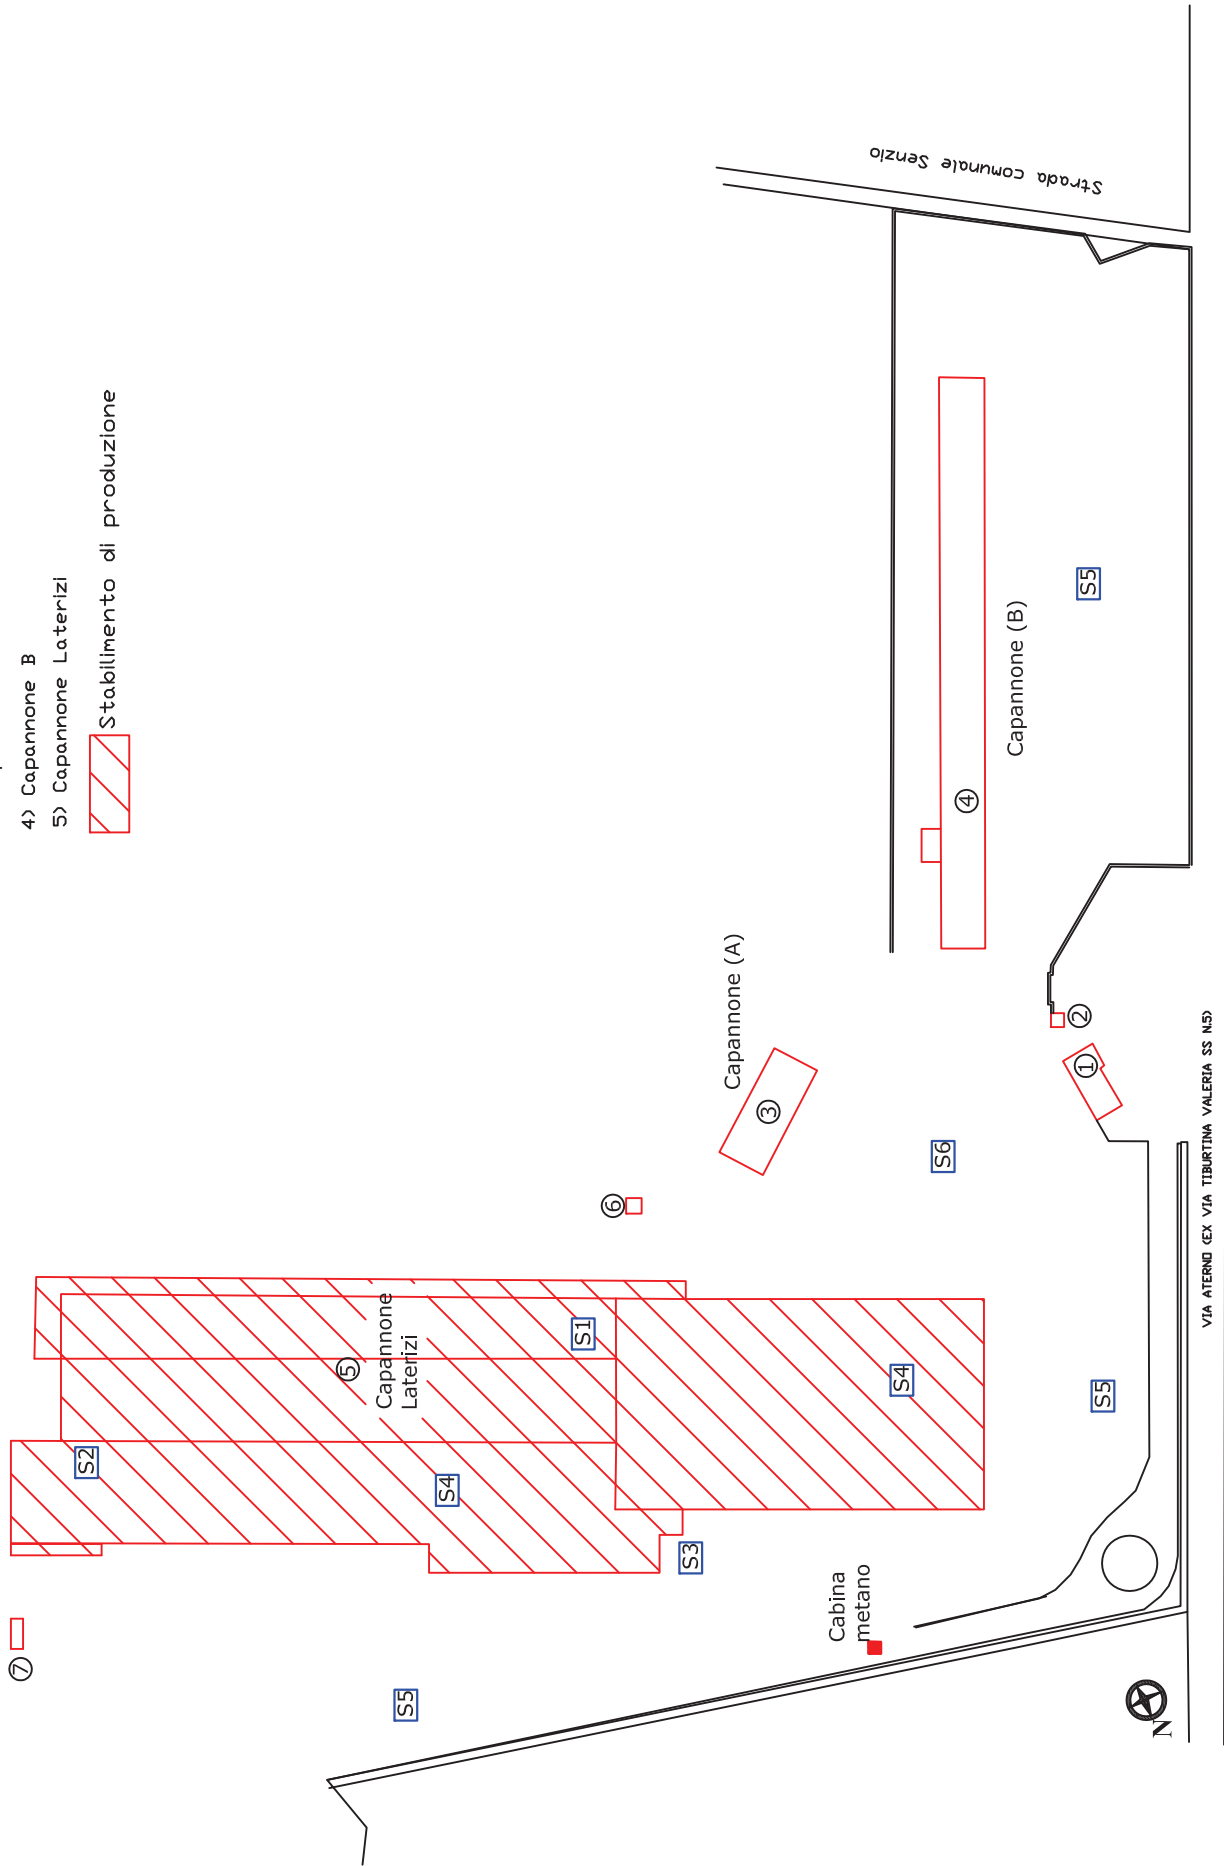 4) Capannone B
5) Capannone Laterizi
Stabilimento di produzione
Strada comunale Senzio
S5
Capannone (B)
4
Capannone (A)
3
2
1
S6
6
Capannone
Laterizi
5
S1
S2
S4
S4
S3
S5
Cabina
metano
7
S5
N
VIA ATERNO (EX VIA TIBURTINA VALERIA SS N.5)